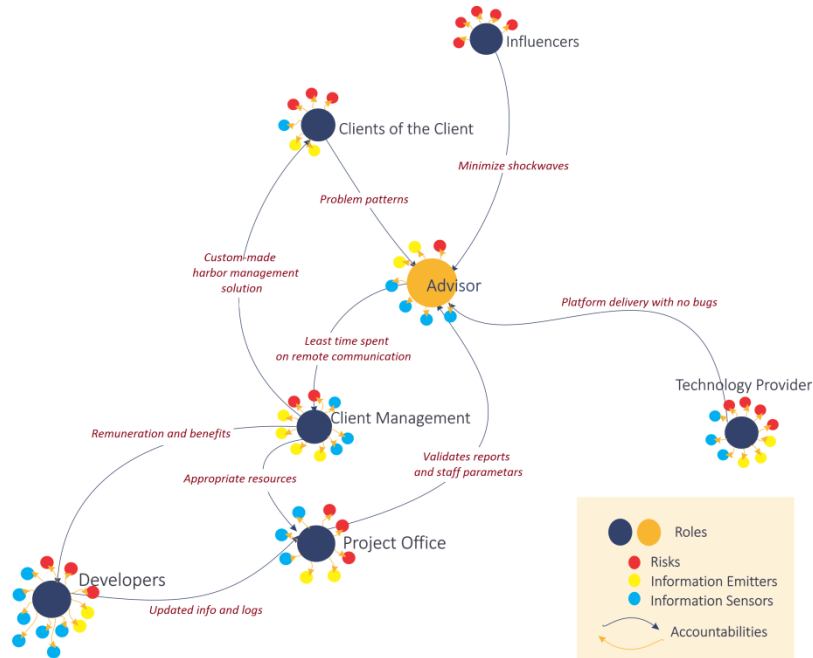 Influencers
Clients of the Client
Minimize shockwaves
Problem patterns
Custom-made
harbor management
solution
Advisor
Platform delivery with no bugs
Least time spent
on remote communication
Technology Provider
Client Management
Remuneration and benefits
Validates reports
and staff parametars
Appropriate resources
Project Office
Developers
Updated info and logs
Roles
Risks
Information Emitters
Information Sensors
Accountabilities